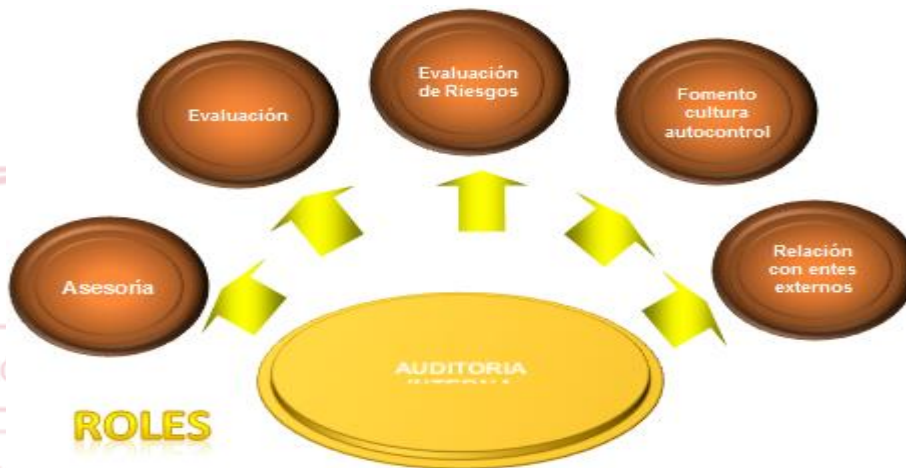 Evaluación
de Riesgos
Evaluación
Fomento
cultura
autocontrol
Asesoría
Relación
con entes
externos
AUDITORIA
ROLES